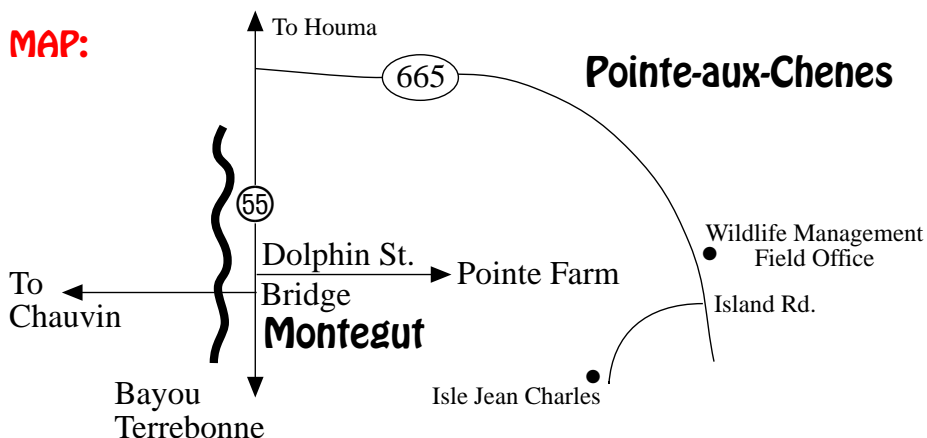 MAP:
To Houma
665
Pointe-aux-Chenes
55
Wildlife Management
Field Office
Dolphin St.
Pointe Farm
To
Chauvin
Bridge
Island Rd.
Montegut
Isle Jean Charles
Bayou
Terrebonne